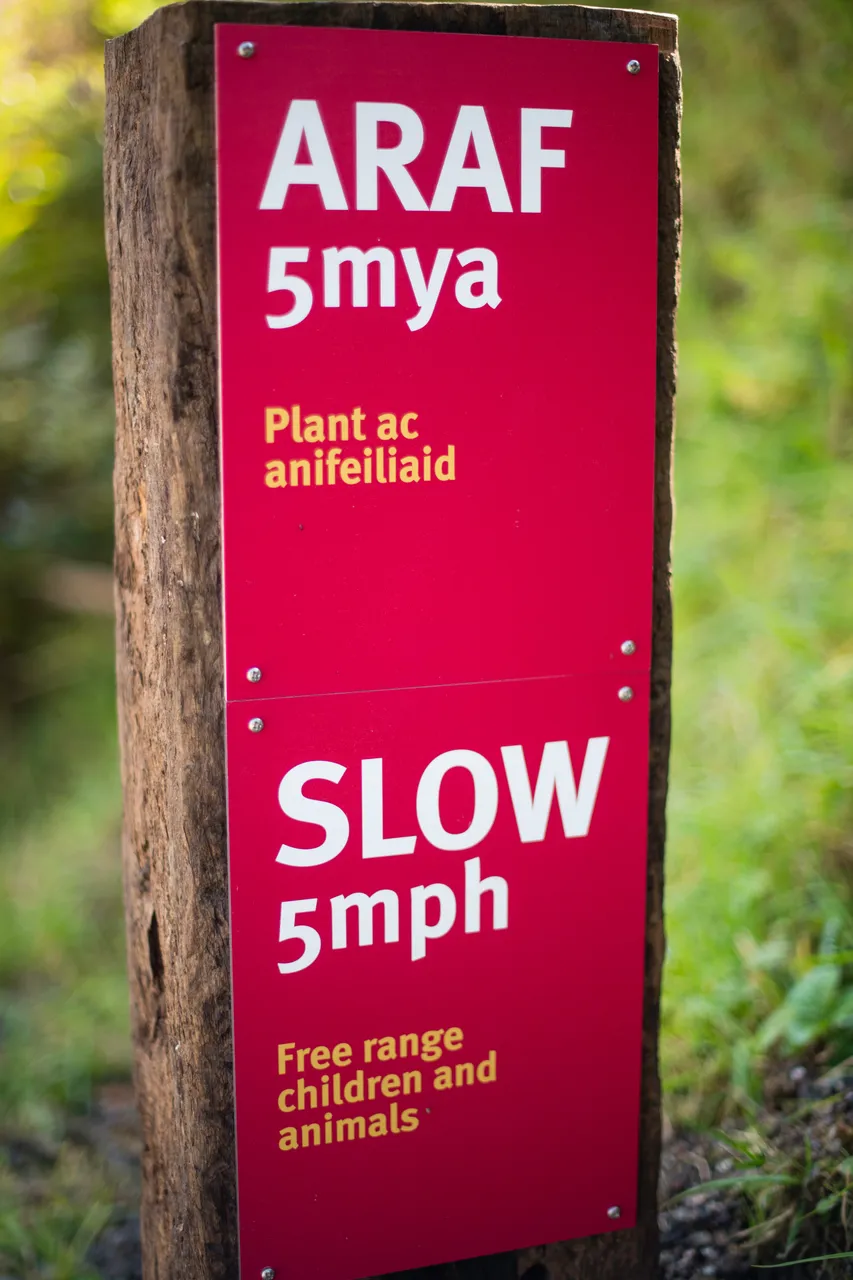 ARAF
5mya
Plant ac
anifeiliaid
SLOW
5mph
Free range
children and
animals